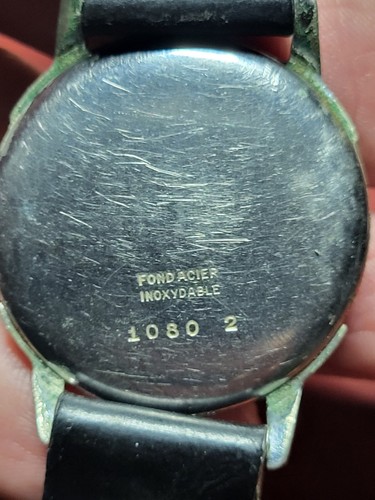 FOND ACIER
INOXYDABLE
1080 2